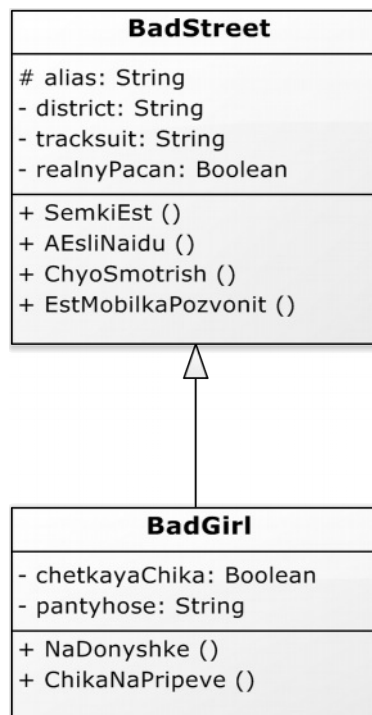 BadStreet
# alias: String
- district: String
- tracksuit: String
- realnyPacan: Boolean
+ SemkiEst ()
+ AEsliNaidu ()
+ ChyoSmotrish ()
+ EstMobilkaPozvonit ()
BadGirl
- chetkayaChika: Boolean
- pantyhose: String
+ NaDonyshke ()
+ ChikaNaPripeve ()